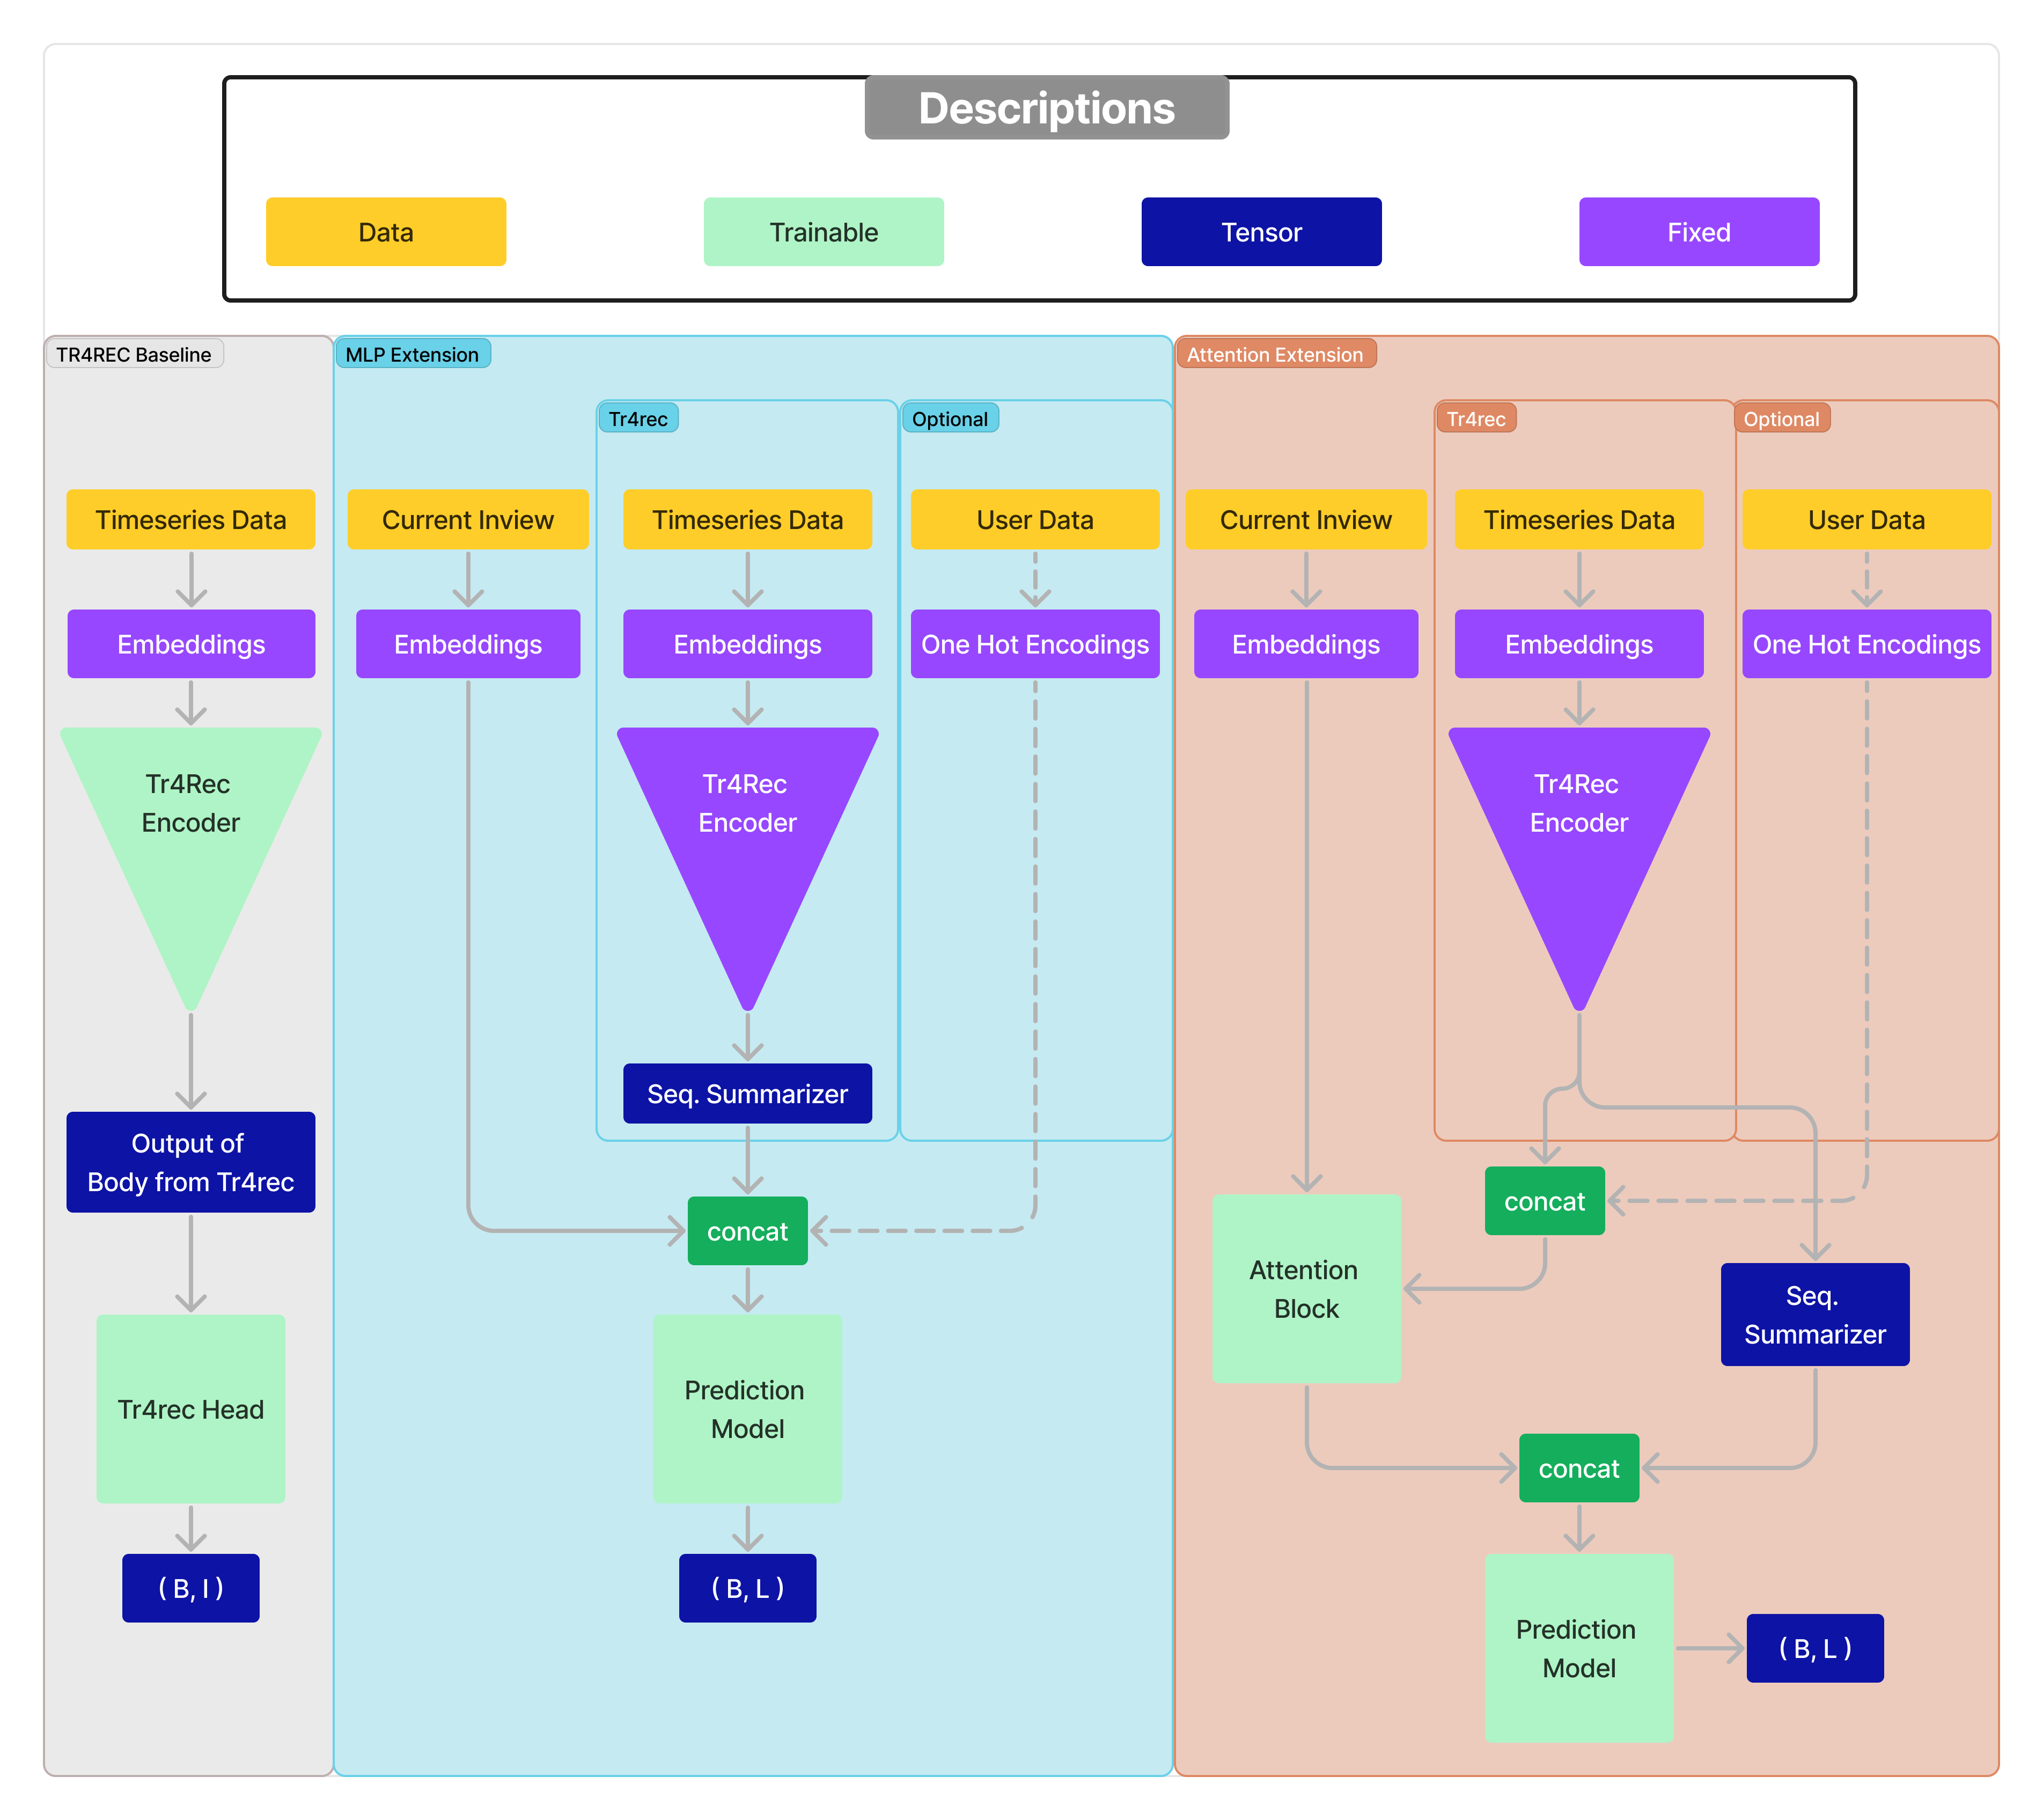 Descriptions
Data
Trainable
Tensor
Fixed
TR4REC Baseline
Timeseries Data
Embeddings
Tr4Rec
Encoder
Output of
Body from Tr4rec
Tr4rec Head
( B, I )
MLP Extension
Tr4rec
Optional
Current Inview
Timeseries Data
User Data
Embeddings
Embeddings
One Hot Encodings
Tr4Rec
Encoder
Seq. Summarizer
concat
Prediction
Model
( B, L )
Attention Extension
Tr4rec
Optional
Current Inview
Timeseries Data
User Data
Embeddings
Embeddings
One Hot Encodings
Tr4Rec
Encoder
concat
Attention
Block
Seq.
Summarizer
concat
Prediction
Model
( B, L )